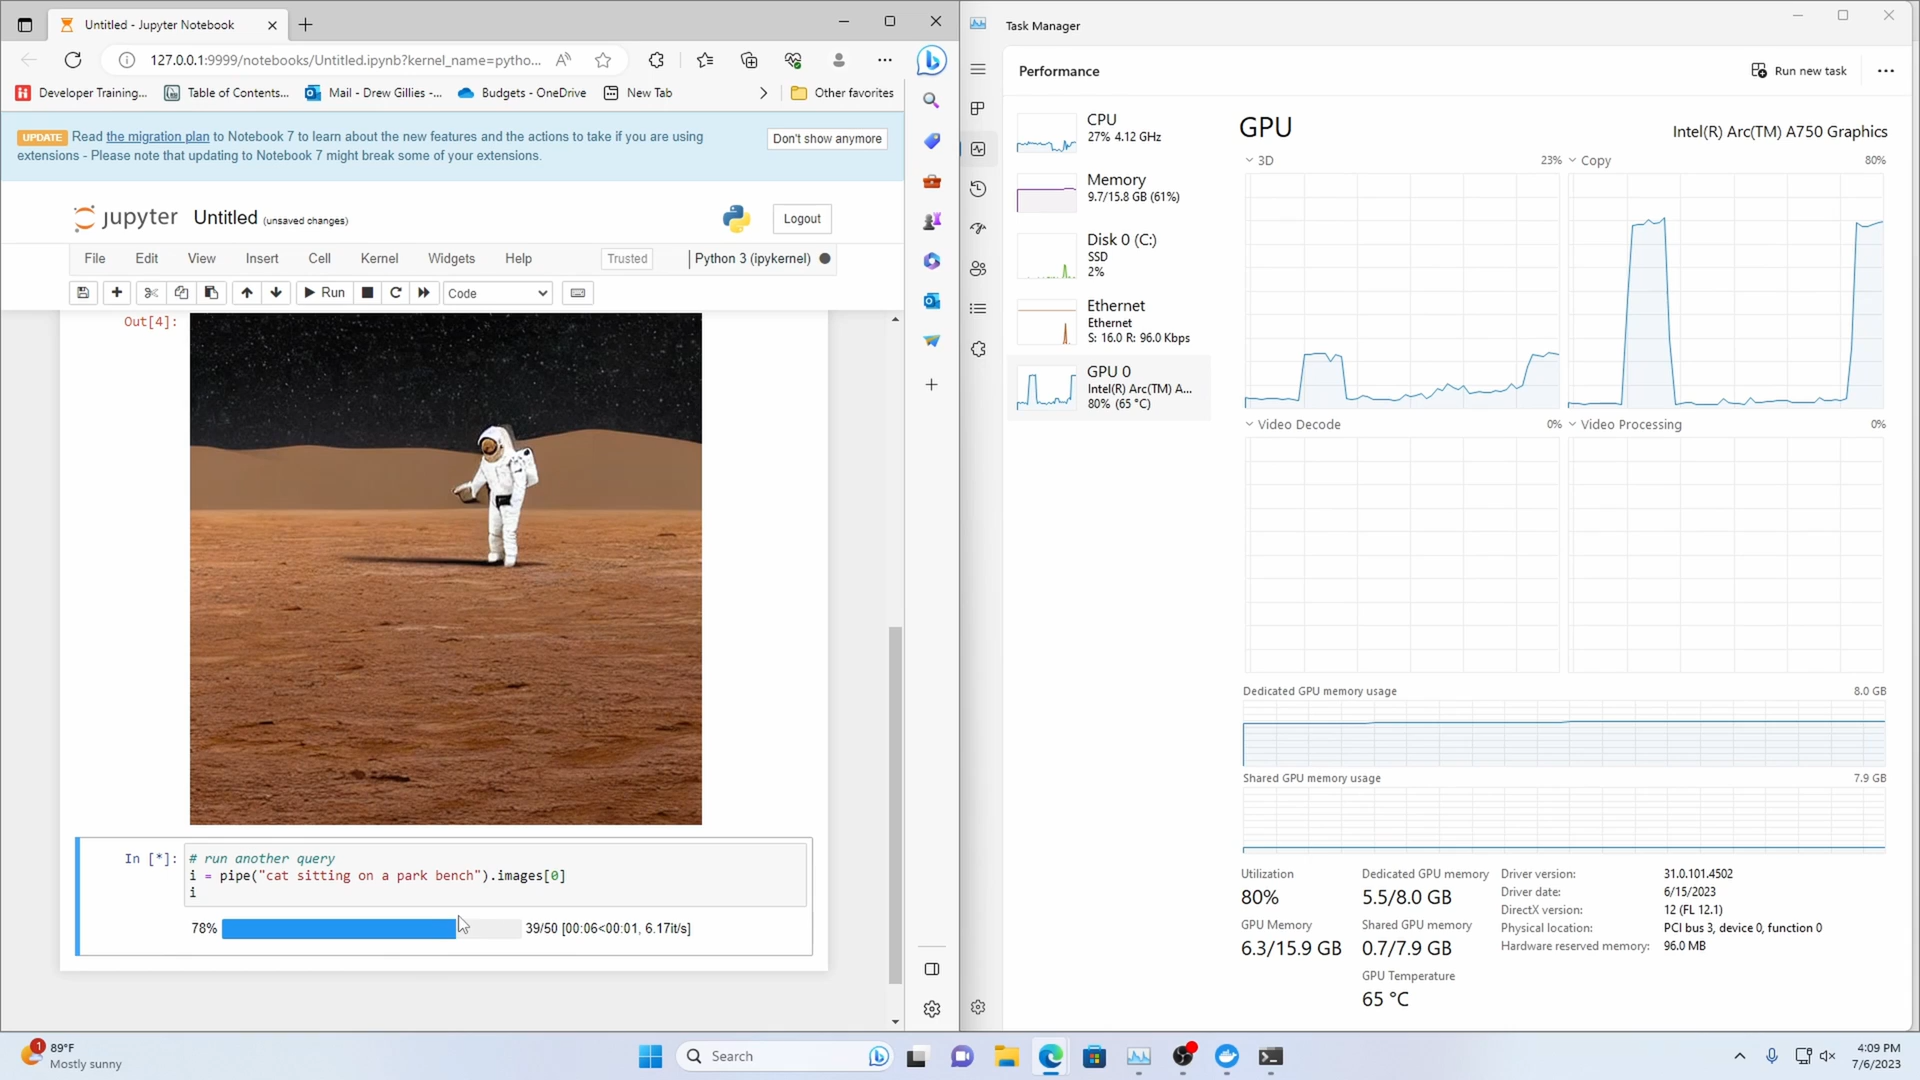 Untitled - Jupyter Notebook
127.0.0.1:9999/notebooks/Untitled.ipynb?kernel_name=pytho...
Developer Training...
Table of Contents...
Mail - Drew Gillies -...
Budgets - OneDrive
New Tab
Other favorites
UPDATE Read the migration plan to Notebook 7 to learn about the new features and the actions to take if you are using
extensions - Please note that updating to Notebook 7 might break some of your extensions.
Don't show anymore
jupyter Untitled (unsaved changes)
Logout
File Edit View Insert Cell Kernel Widgets Help
Trusted
Python 3 (ipykernel)
Run
Code
Out[4]:
In [*]:
# run another query
i = pipe("cat sitting on a park bench").images[0]
i
78%
39/50 [00:06<00:01, 6.17it/s]
Task Manager
Performance
Run new task
CPU
27% 4.12 GHz
Memory
9.7/15.8 GB (61%)
Disk 0 (C:)
SSD
2%
Ethernet
Ethernet
S: 16.0 R: 96.0 Kbps
GPU 0
Intel(R) Arc(TM) A...
80% (65 °C)
GPU
Intel(R) Arc(TM) A750 Graphics
3D 23%
Copy 80%
Video Decode 0%
Video Processing 0%
Dedicated GPU memory usage 8.0 GB
Shared GPU memory usage 7.9 GB
Utilization
80%
Dedicated GPU memory
5.5/8.0 GB
GPU Memory
6.3/15.9 GB
Shared GPU memory
0.7/7.9 GB
GPU Temperature
65 °C
Driver version: 31.0.101.4502
Driver date: 6/15/2023
DirectX version: 12 (FL 12.1)
Physical location: PCI bus 3, device 0, function 0
Hardware reserved memory: 96.0 MB
1
89°F
Mostly sunny
Search
4:09 PM
7/6/2023